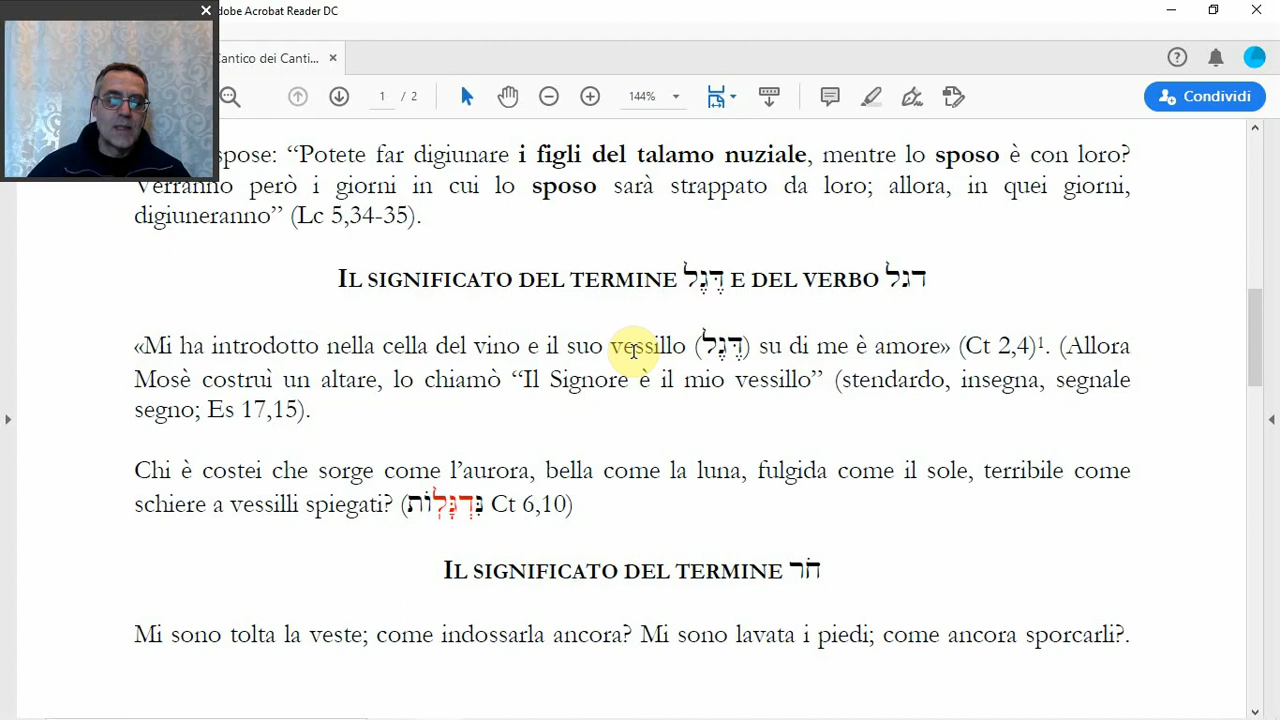 Adobe Acrobat Reader DC
Cantico dei Canti...
1 / 2
144%
Condividi
spose: “Potete far digiunare i figli del talamo nuziale, mentre lo sposo è con loro?
Verranno però i giorni in cui lo sposo sarà strappato da loro; allora, in quei giorni,
digiuneranno” (Lc 5,34-35).
IL SIGNIFICATO DEL TERMINE דֶּגֶל E DEL VERBO דגל
«Mi ha introdotto nella cella del vino e il suo vessillo (דֶּגֶל) su di me è amore» (Ct 2,4)¹. (Allora
Mosè costruì un altare, lo chiamò “Il Signore è il mio vessillo” (stendardo, insegna, segnale
segno; Es 17,15).
Chi è costei che sorge come l’aurora, bella come la luna, fulgida come il sole, terribile come
schiere a vessilli spiegati? (נִּדְגָּלֽוֹת Ct 6,10)
IL SIGNIFICATO DEL TERMINE חֹר
Mi sono tolta la veste; come indossarla ancora? Mi sono lavata i piedi; come ancora sporcarli?.